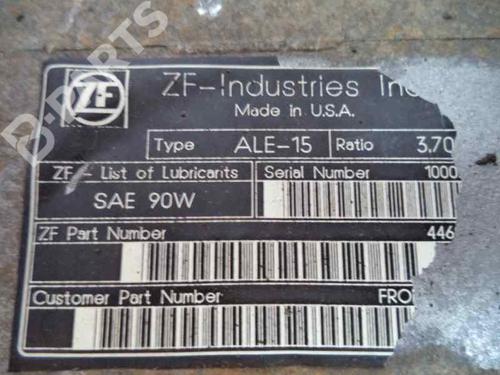 B-PARTS
ZF
ZF-Industries Inc
Made in U.S.A.
Type ALE-15 Ratio 3,70
ZF - List of Lubricants Serial Number 1000
SAE 90W
ZF Part Number 446
Customer Part Number FRO